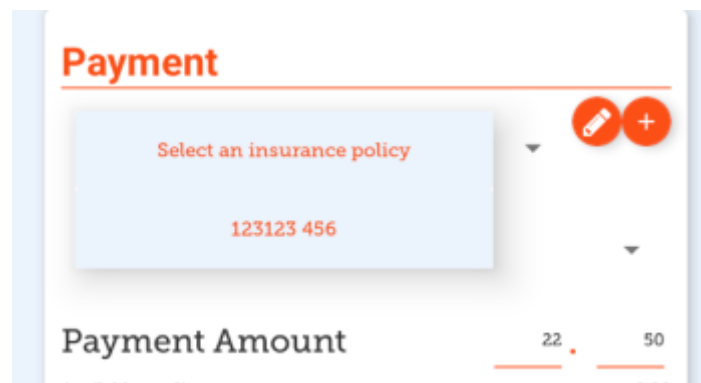 Payment
Select an insurance policy
123123 456
Payment Amount
22 . 50